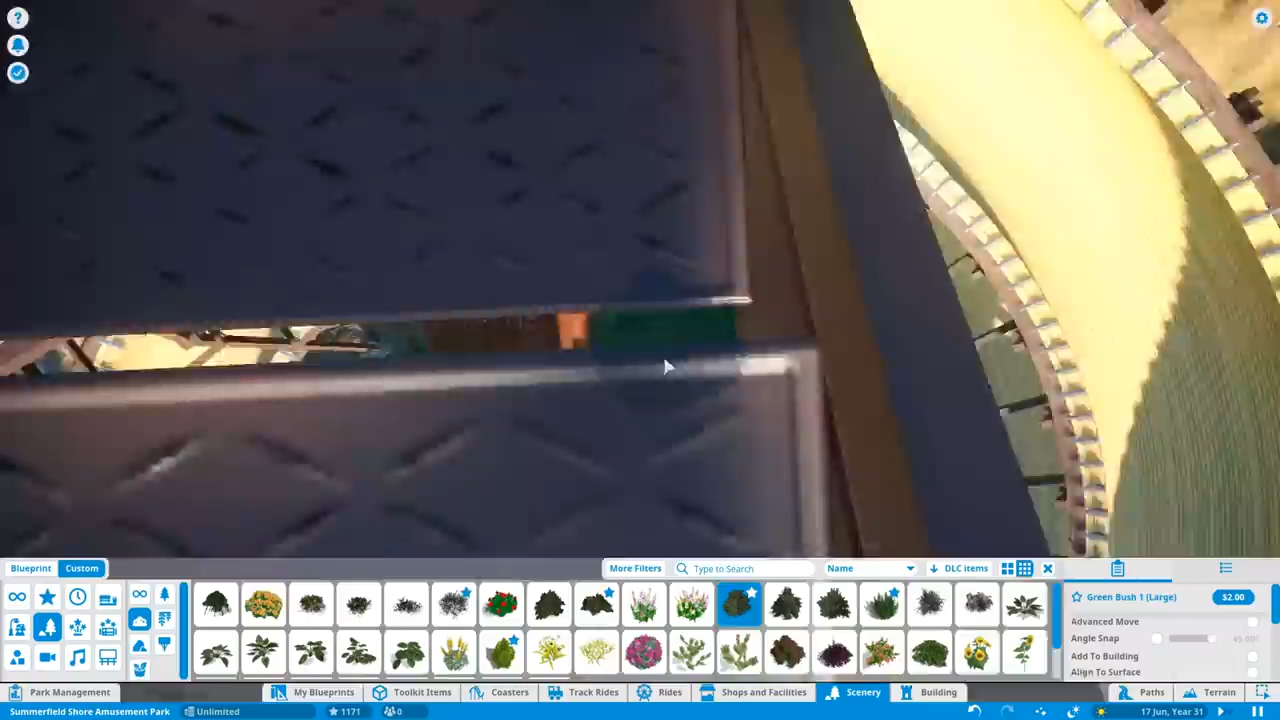 Blueprint
Custom
More Filters
Type to Search
Name
DLC items
Green Bush 1 (Large)
$2.00
Advanced Move
Angle Snap
45.00°
Add To Building
Align To Surface
Park Management
My Blueprints
Toolkit Items
Coasters
Track Rides
Rides
Shops and Facilities
Scenery
Building
Paths
Terrain
Summerfield Shore Amusement Park
Unlimited
1171
0
17 Jun, Year 31